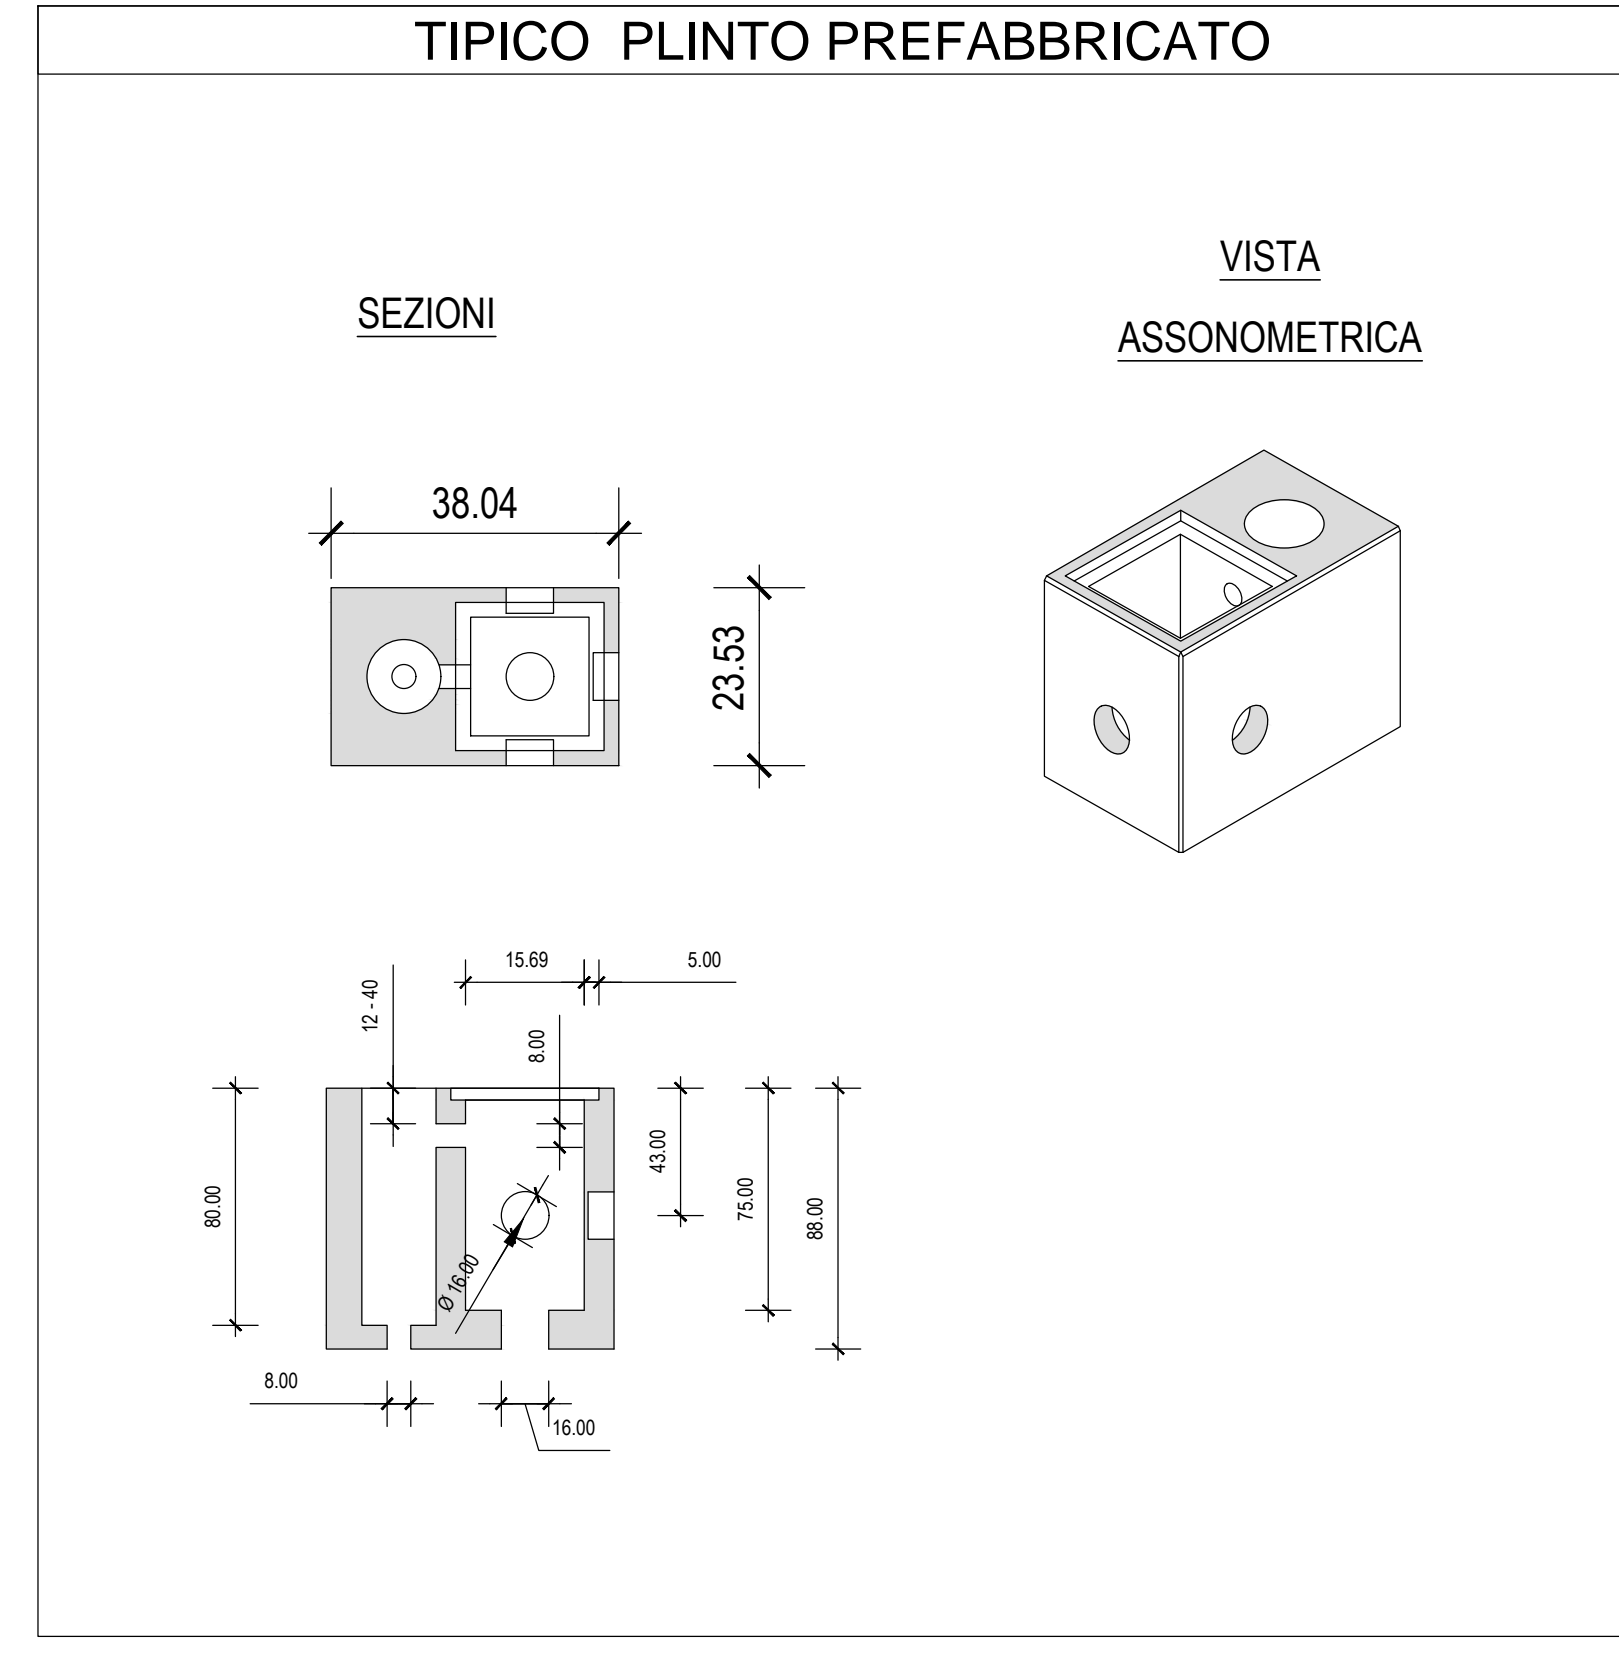 TIPICO PLINTO PREFABBRICATO
VISTA
ASSONOMETRICA
SEZIONI
38.04
23.53
15.69
5.00
12 - 40
8.00
80.00
43.00
75.00
88.00
Ø 16.00
8.00
16.00